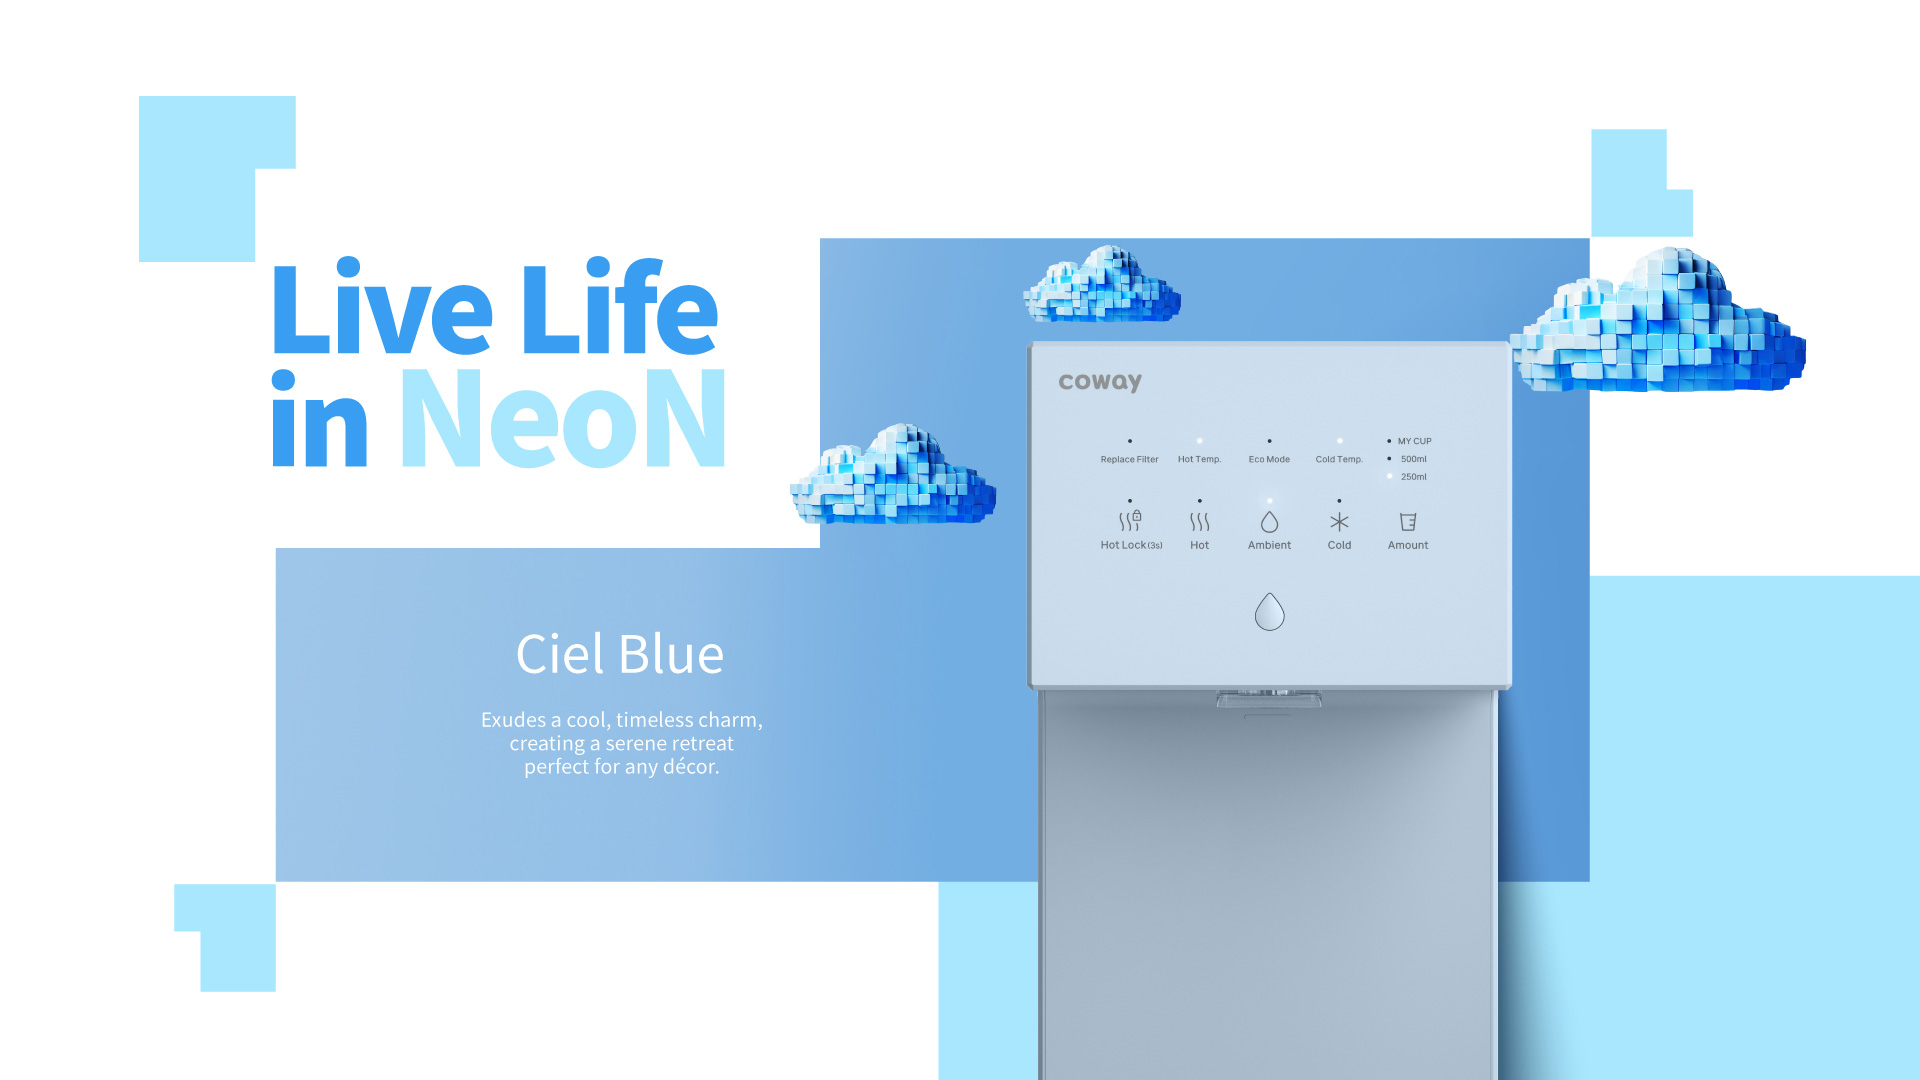 Live Life
in NeoN
Ciel Blue
Exudes a cool, timeless charm,
creating a serene retreat
perfect for any décor.
coway
Replace Filter
Hot Temp.
Eco Mode
Cold Temp.
MY CUP
500ml
250ml
Hot Lock(3s)
Hot
Ambient
Cold
Amount